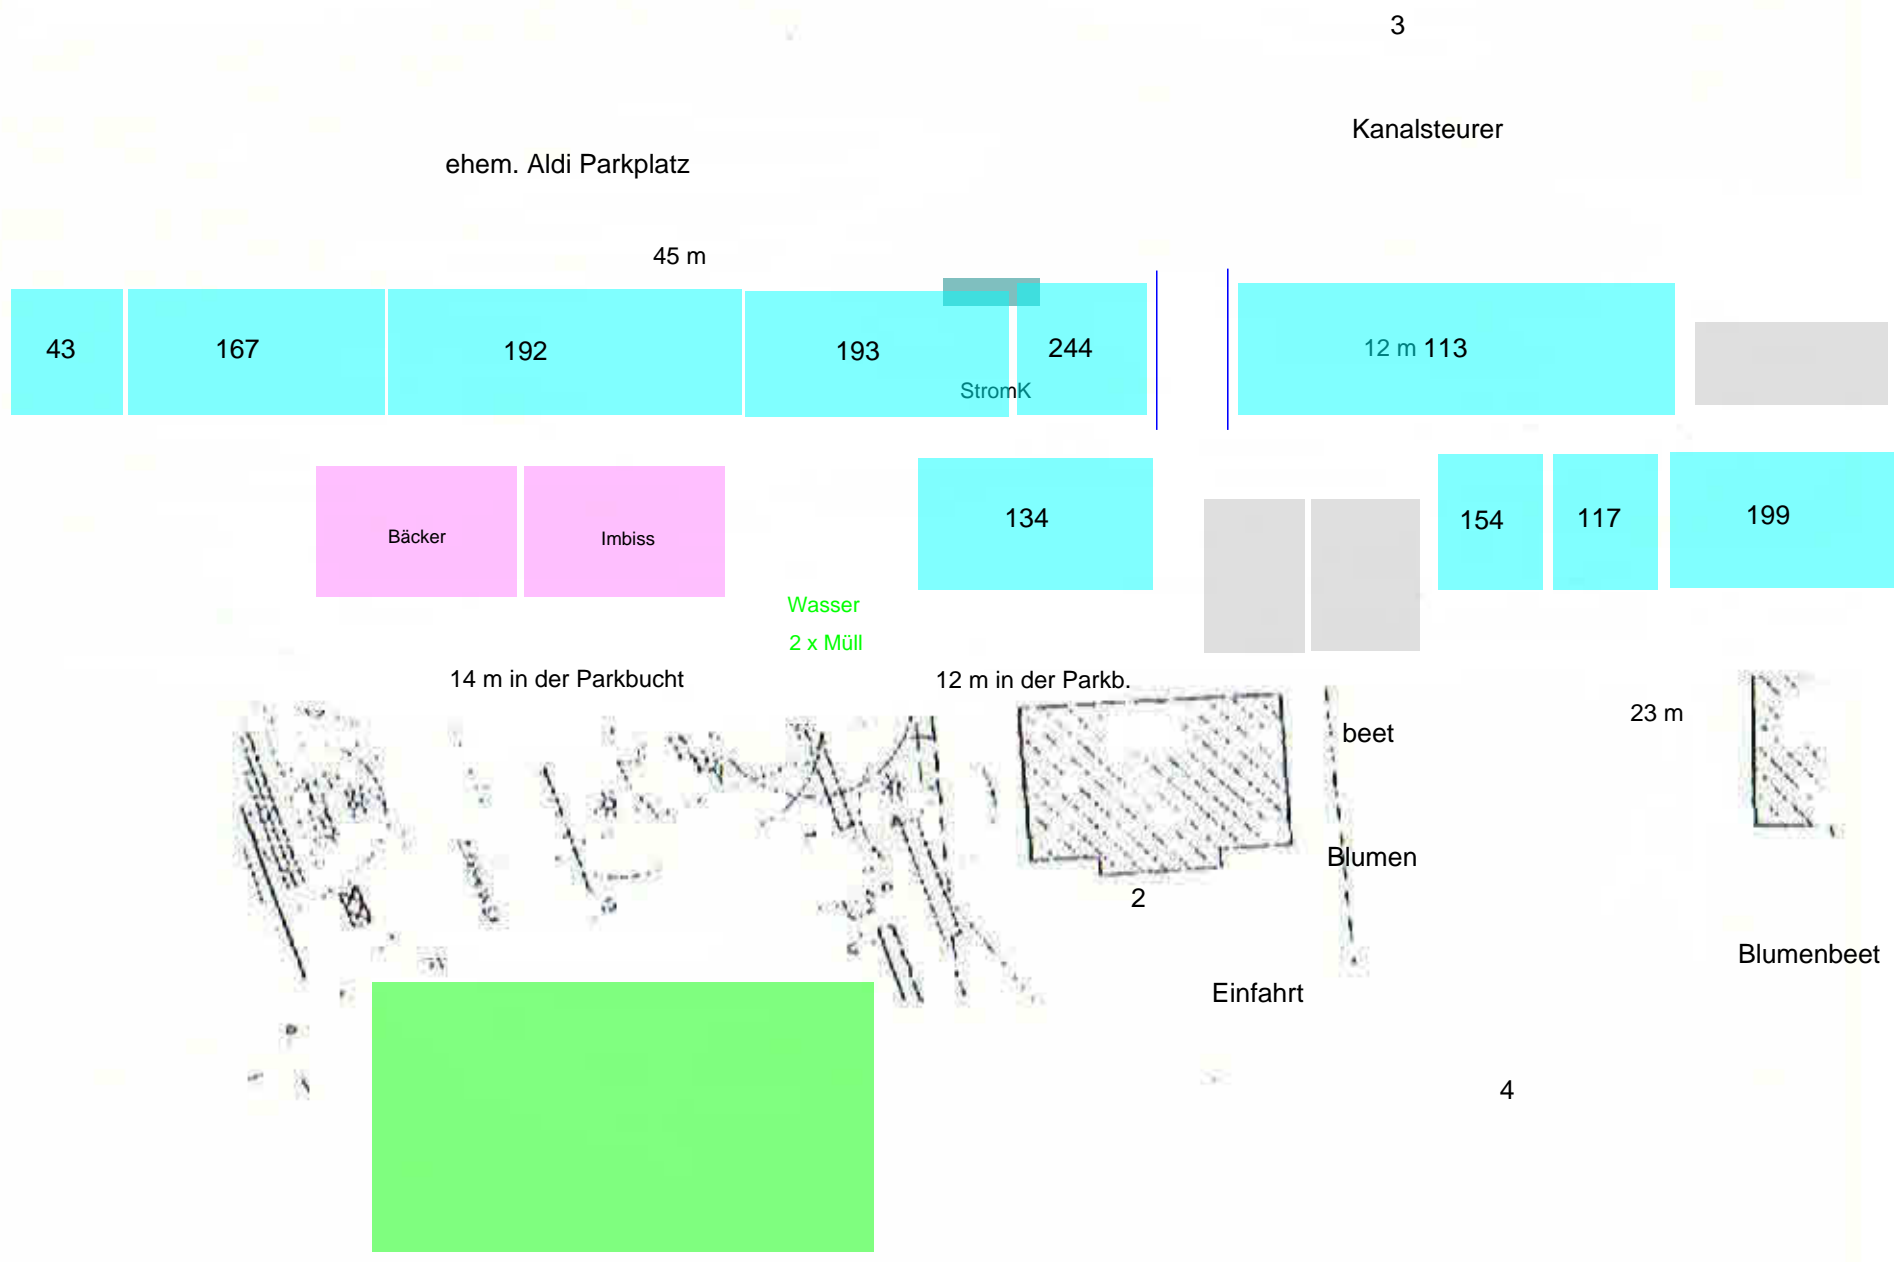 3
Kanalsteurer
ehem. Aldi Parkplatz
45 m
43
167
192
193
244
12 m 113
StromK
Bäcker
Imbiss
134
154
117
199
Wasser
2 x Müll
14 m in der Parkbucht
12 m in der Parkb.
23 m
beet
Blumen
2
Blumenbeet
Einfahrt
4